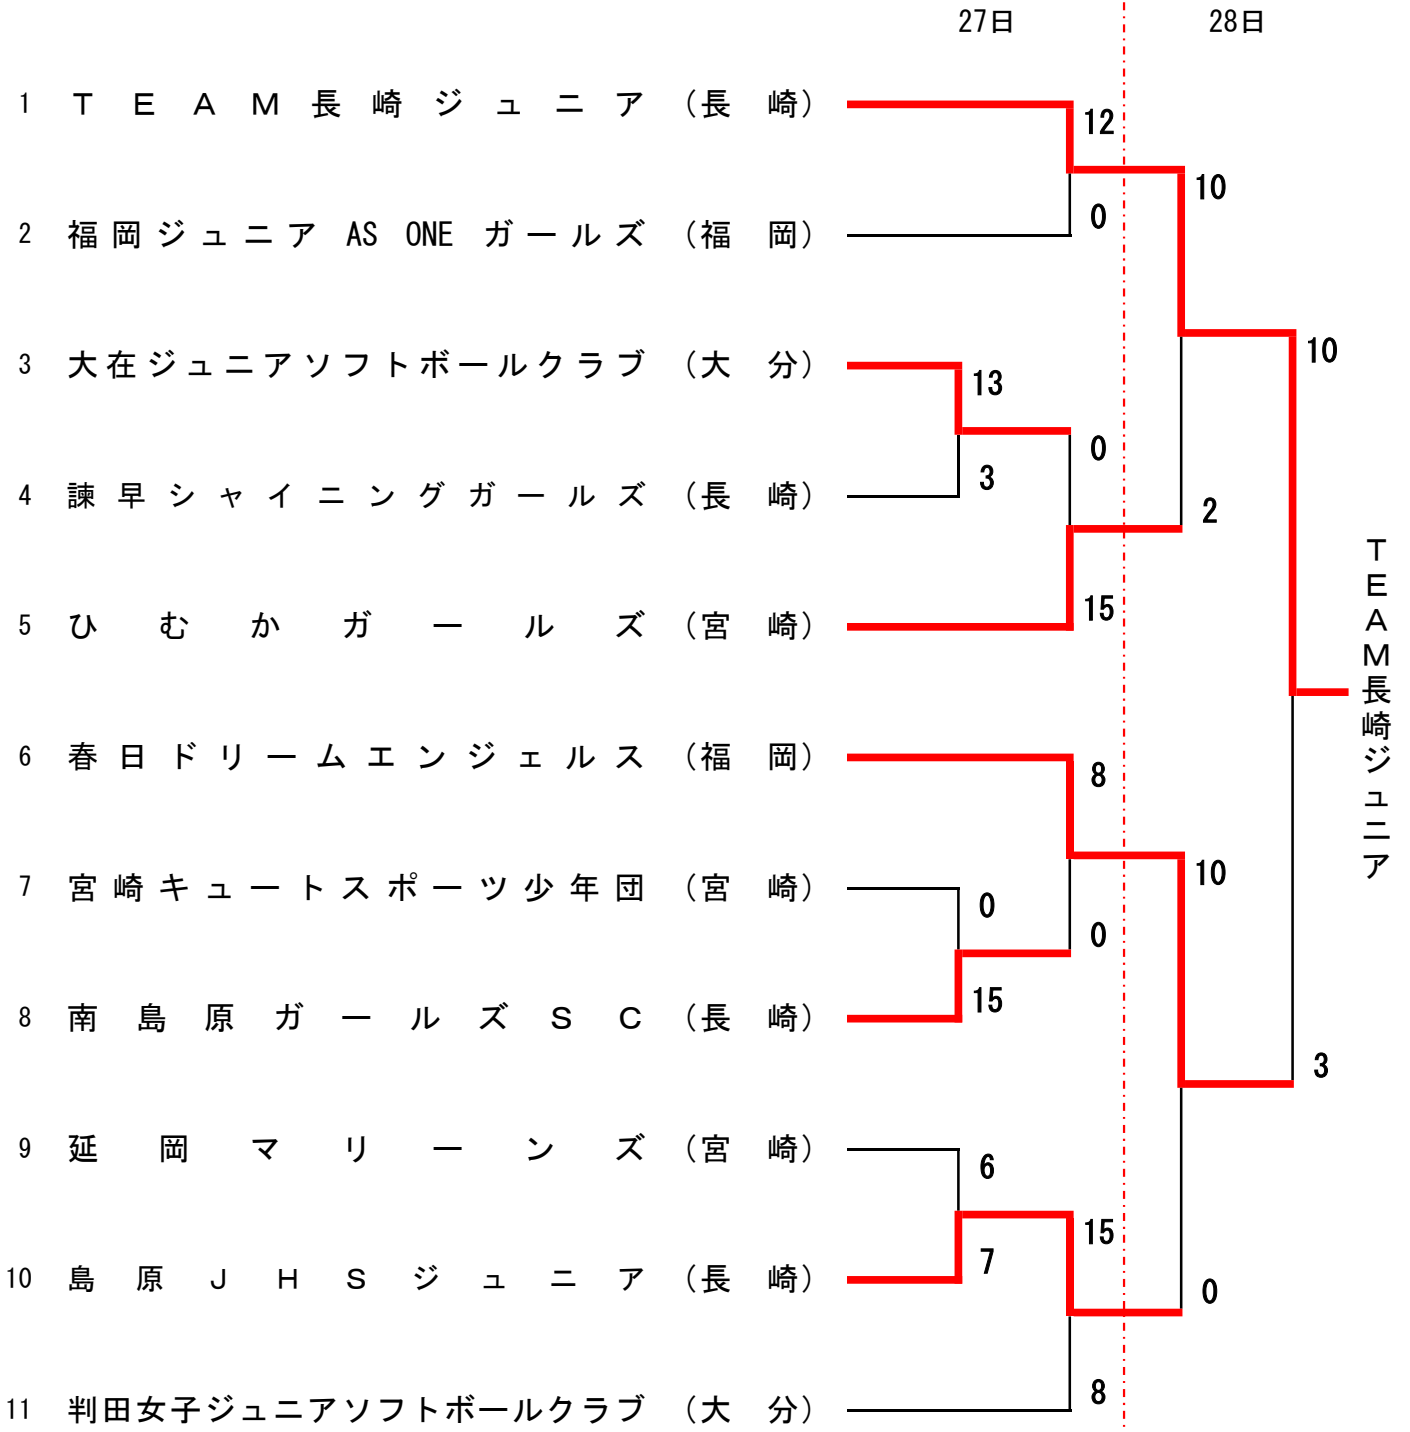 27日 28日
1 TEAM長崎ジュニア (長崎)
12
10
2 福岡ジュニア AS ONE ガールズ (福岡)
0
10
3 大在ジュニアソフトボールクラブ (大分)
13
0
4 諫早シャイニングガールズ (長崎)
3
2
5 ひむかガールズ (宮崎)
15
TEAM長崎ジュニア
6 春日ドリームエンジェルス (福岡)
8
10
7 宮崎キュートスポーツ少年団 (宮崎)
0
0
8 南島原ガールズSC (長崎)
15
3
9 延岡マリーンズ (宮崎)
6
15
10 島原JHSジュニア (長崎)
7
0
11 判田女子ジュニアソフトボールクラブ (大分)
8